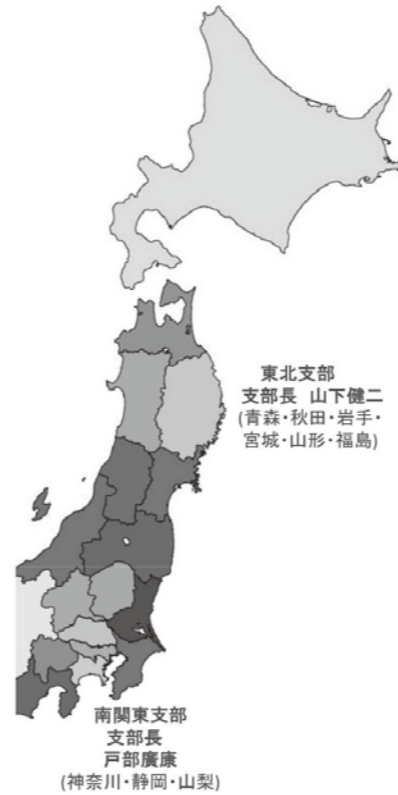 東北支部
支部長 山下健二
(青森・秋田・岩手・
宮城・山形・福島)
南関東支部
支部長
戸部廣康
(神奈川・静岡・山梨)